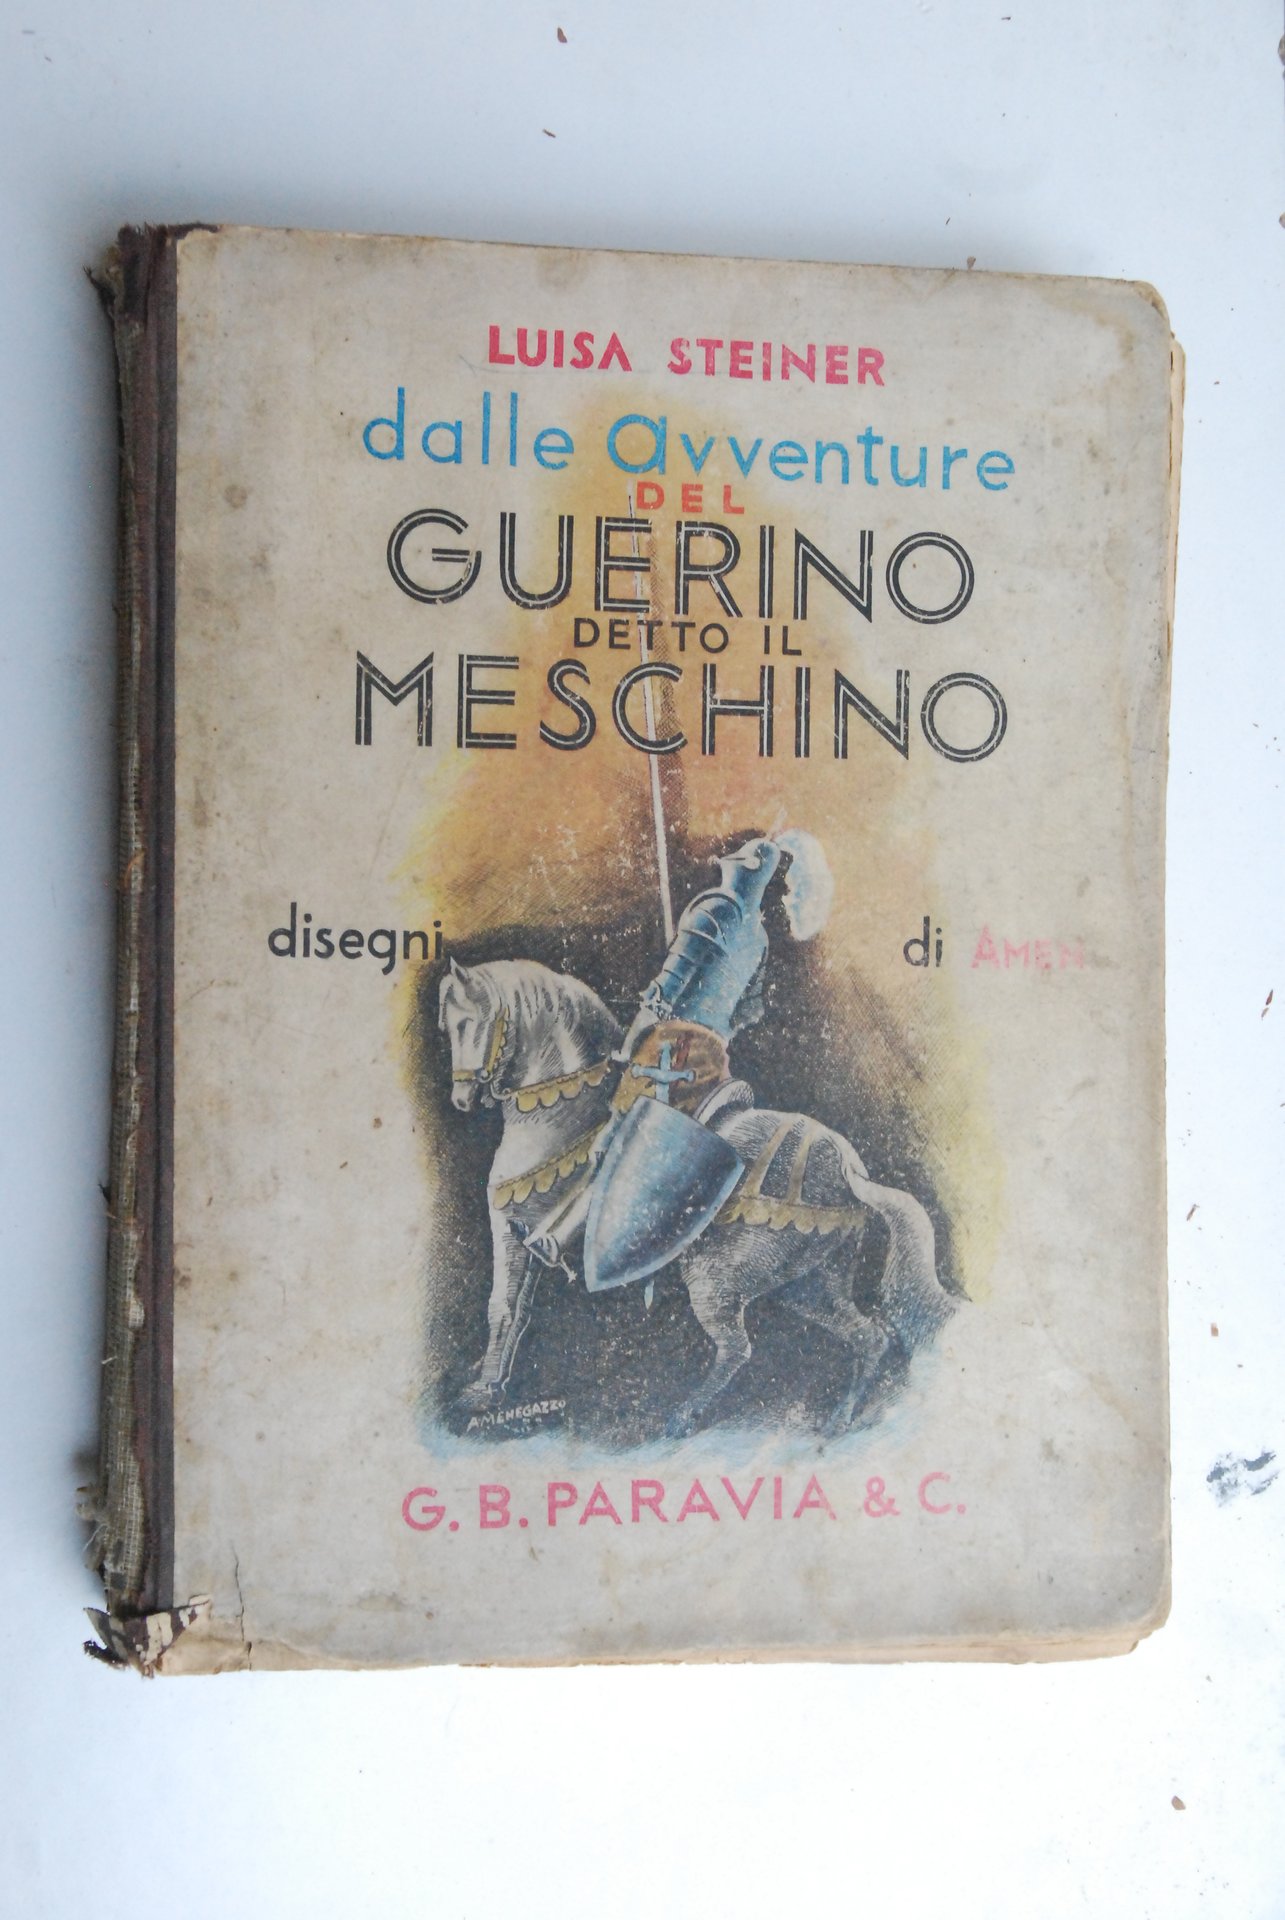 LUISA STEINER
dalle avventure
DEL
GUERINO
DETTO IL
MESCHINO
disegni di AMEN
A. MENEGAZZO
G. B. PARAVIA & C.